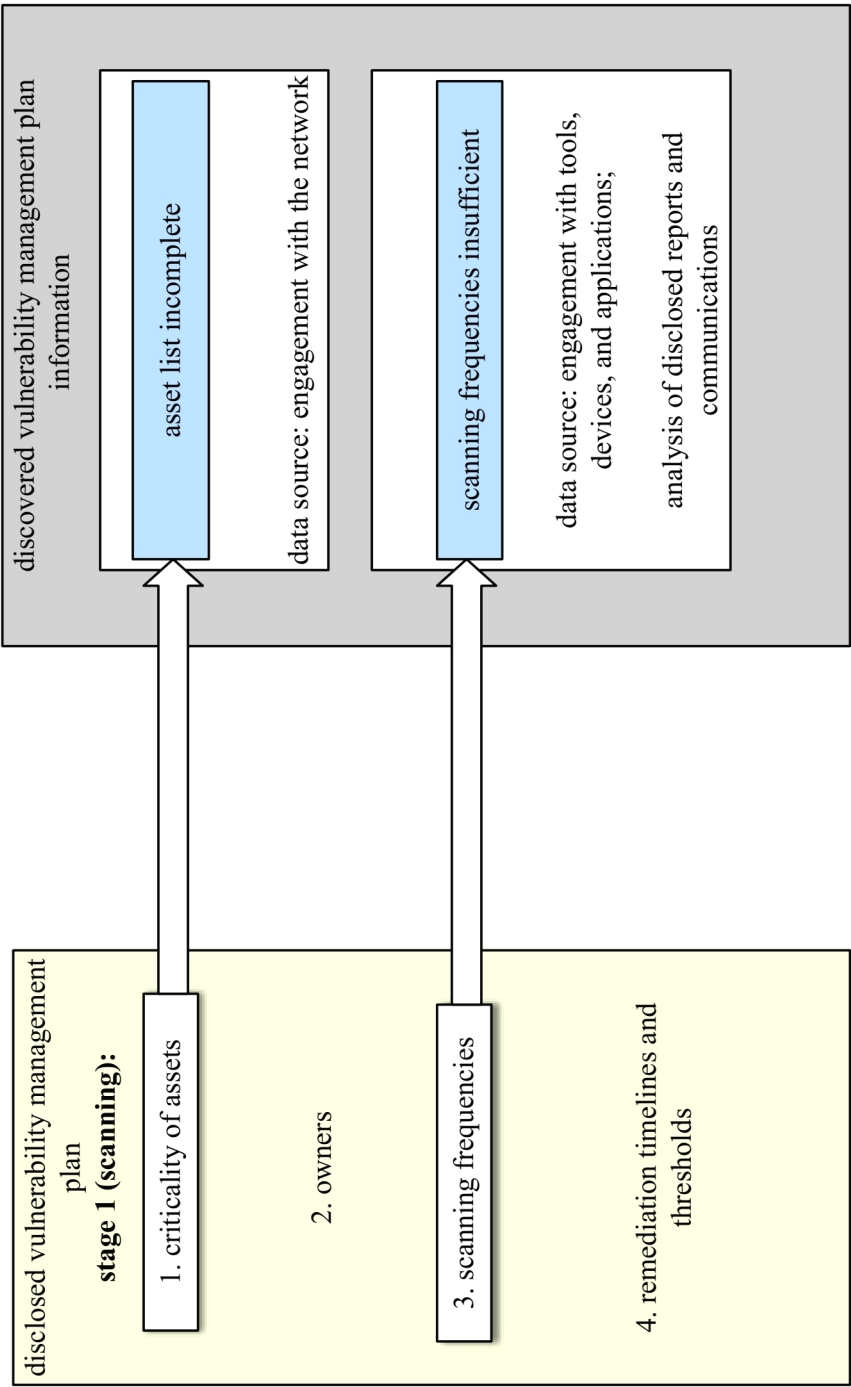 disclosed vulnerability management
plan
stage 1 (scanning):
1. criticality of assets
2. owners
3. scanning frequencies
4. remediation timelines and
thresholds
discovered vulnerability management plan
information
asset list incomplete
data source: engagement with the network
scanning frequencies insufficient
data source: engagement with tools,
devices, and applications;
analysis of disclosed reports and
communications